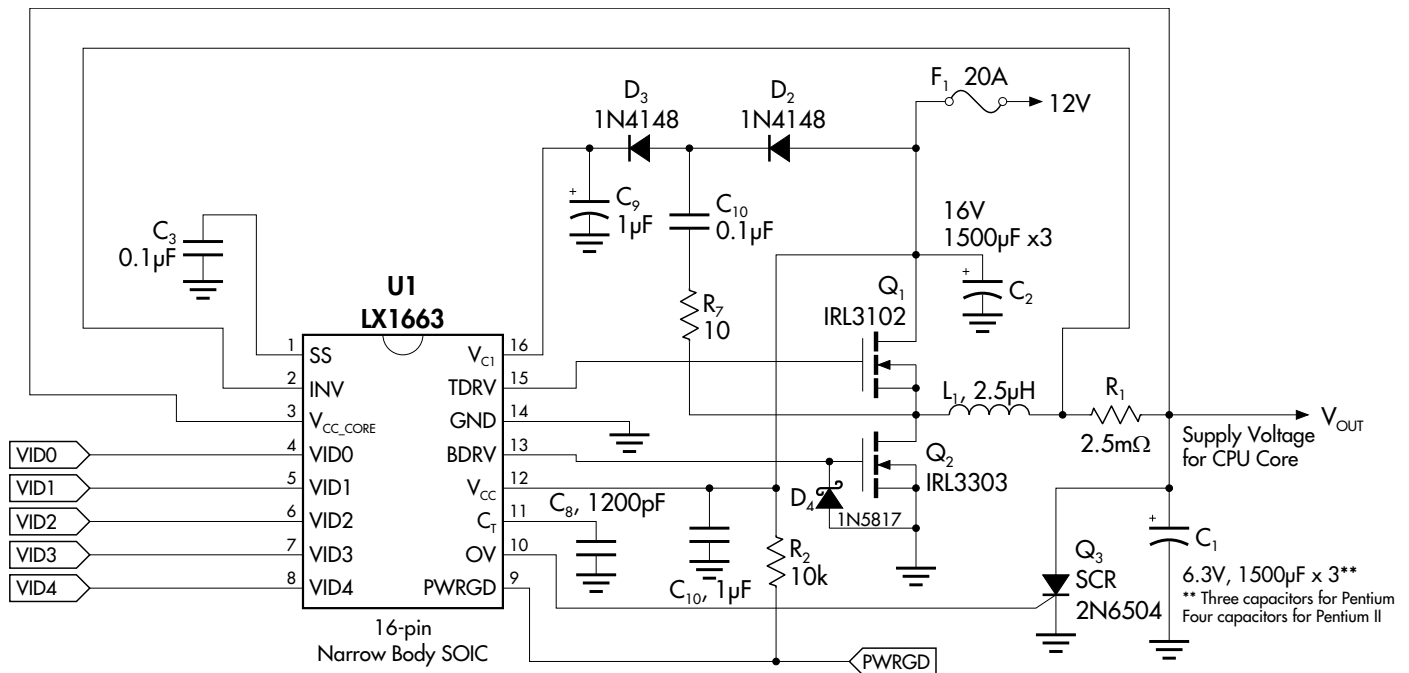 F₁ 20A
12V
D₃
1N4148
D₂
1N4148
C₉
1µF
C₁₀
0.1µF
16V
1500µF x3
C₂
C₃
0.1µF
R₇
10
Q₁
IRL3102
U1
LX1663
1 SS
2 INV
3 V_CC_CORE
4 VID0
5 VID1
6 VID2
7 VID3
8 VID4
V_C1 16
TDRV 15
GND 14
BDRV 13
V_CC 12
C_T 11
OV 10
PWRGD 9
16-pin
Narrow Body SOIC
VID0
VID1
VID2
VID3
VID4
L₁, 2.5µH
R₁
2.5mΩ
V_OUT
Supply Voltage
for CPU Core
Q₂
IRL3303
D₄
1N5817
C₈, 1200pF
C₁₀, 1µF
R₂
10k
Q₃
SCR
2N6504
C₁
6.3V, 1500µF x 3**
** Three capacitors for Pentium
Four capacitors for Pentium II
PWRGD